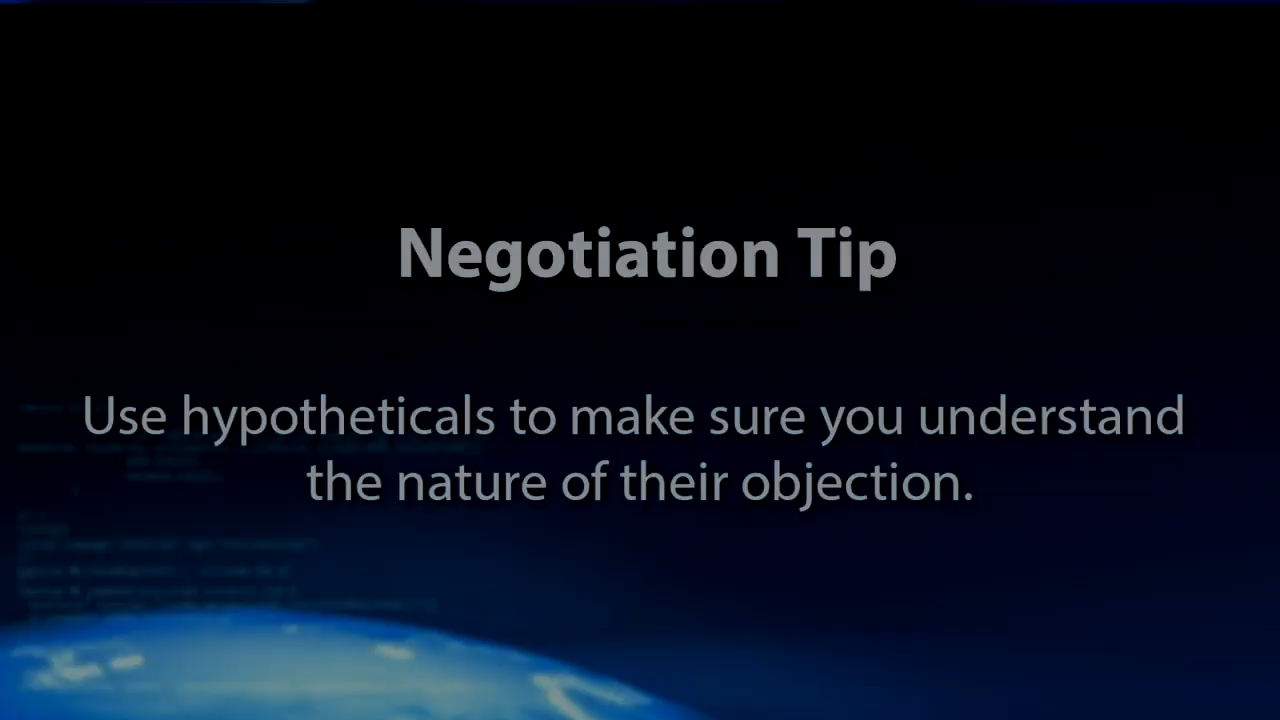 Negotiation Tip
Use hypotheticals to make sure you understand
the nature of their objection.